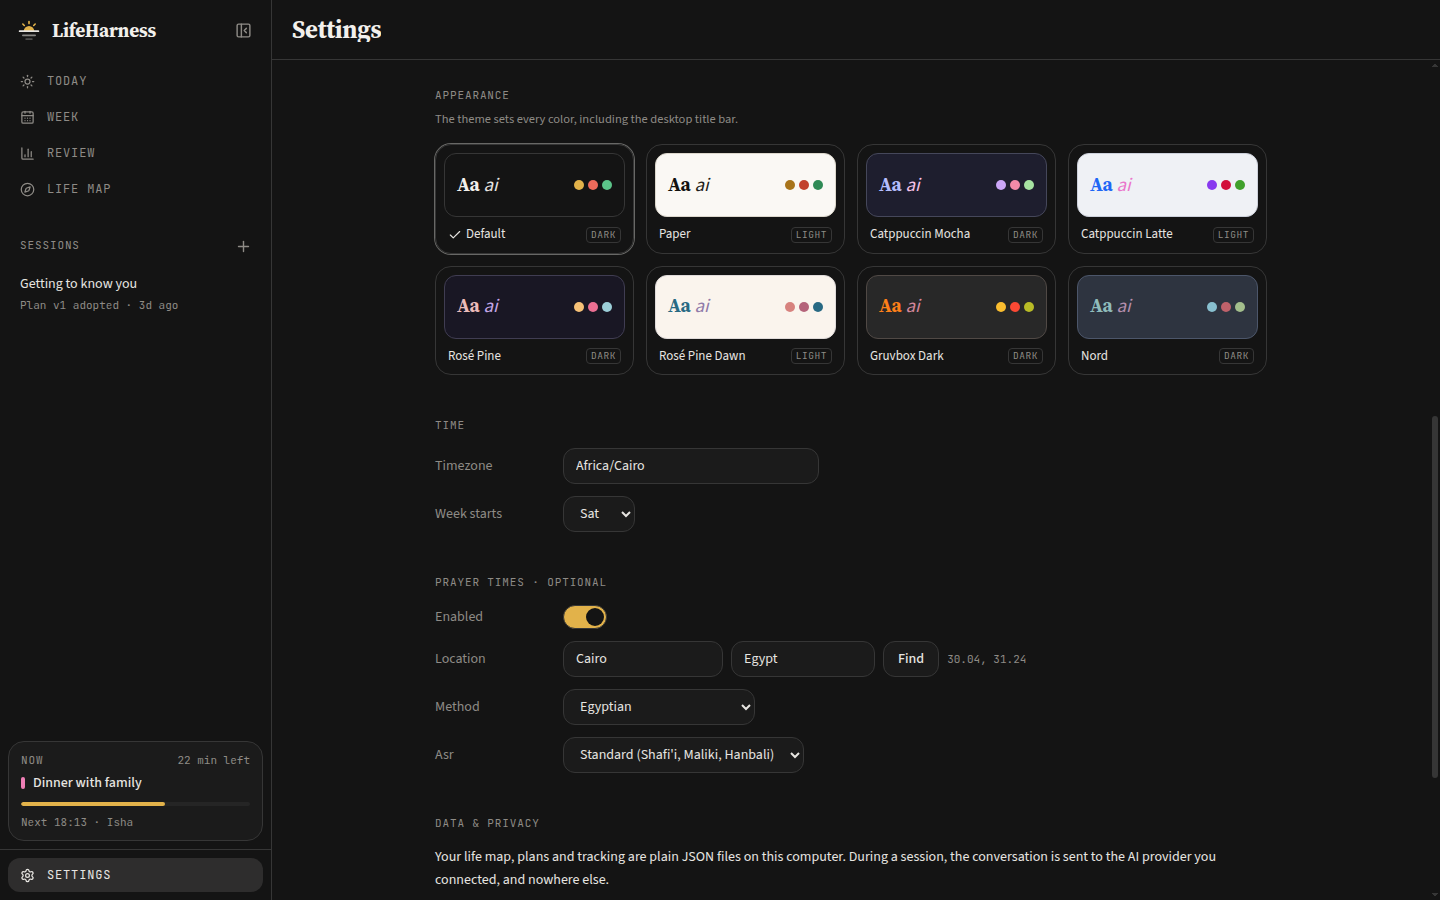 LifeHarness
TODAY
WEEK
REVIEW
LIFE MAP
SESSIONS
Getting to know you
Plan v1 adopted · 3d ago
NOW 22 min left
Dinner with family
Next 18:13 · Isha
SETTINGS
Settings
APPEARANCE
The theme sets every color, including the desktop title bar.
Aa ai Aa ai Aa ai Aa ai
Default DARK Paper LIGHT Catppuccin Mocha DARK Catppuccin Latte LIGHT
Aa ai Aa ai Aa ai Aa ai
Rosé Pine DARK Rosé Pine Dawn LIGHT Gruvbox Dark DARK Nord DARK
TIME
Timezone Africa/Cairo
Week starts Sat
PRAYER TIMES · OPTIONAL
Enabled
Location Cairo Egypt Find 30.04, 31.24
Method Egyptian
Asr Standard (Shafi'i, Maliki, Hanbali)
DATA & PRIVACY
Your life map, plans and tracking are plain JSON files on this computer. During a session, the conversation is sent to the AI provider you
connected, and nowhere else.